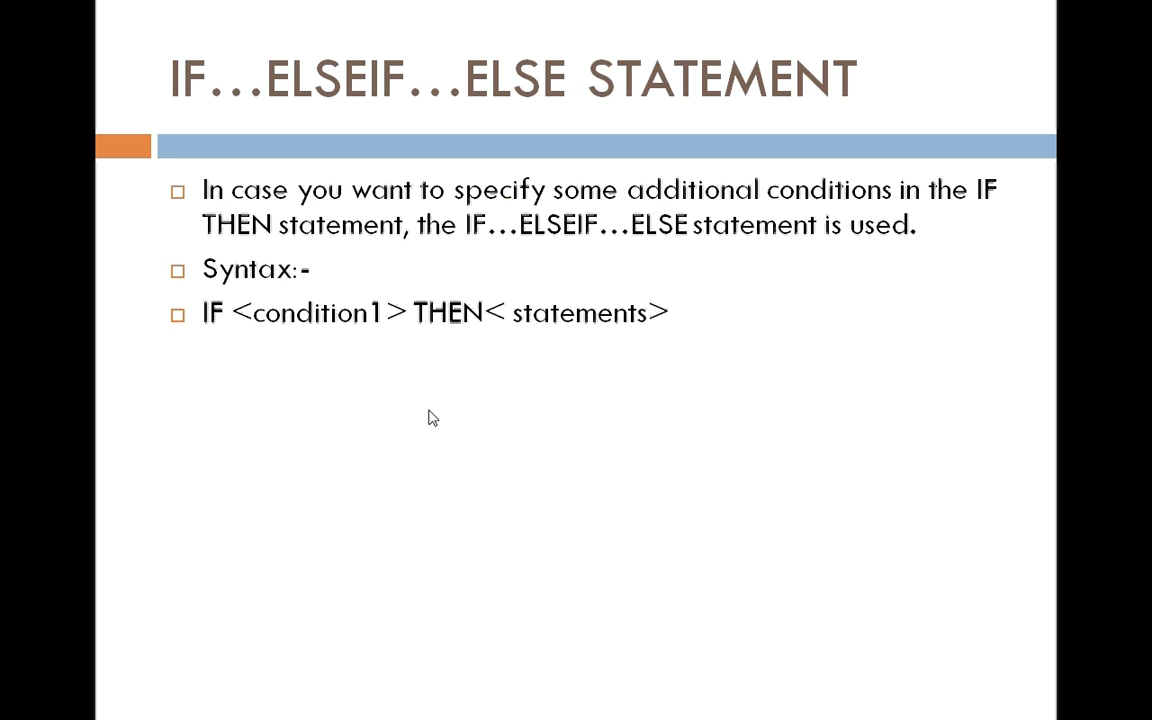 IF...ELSEIF...ELSE STATEMENT
In case you want to specify some additional conditions in the IF
THEN statement, the IF...ELSEIF...ELSE statement is used.
Syntax:-
IF <condition1> THEN< statements>